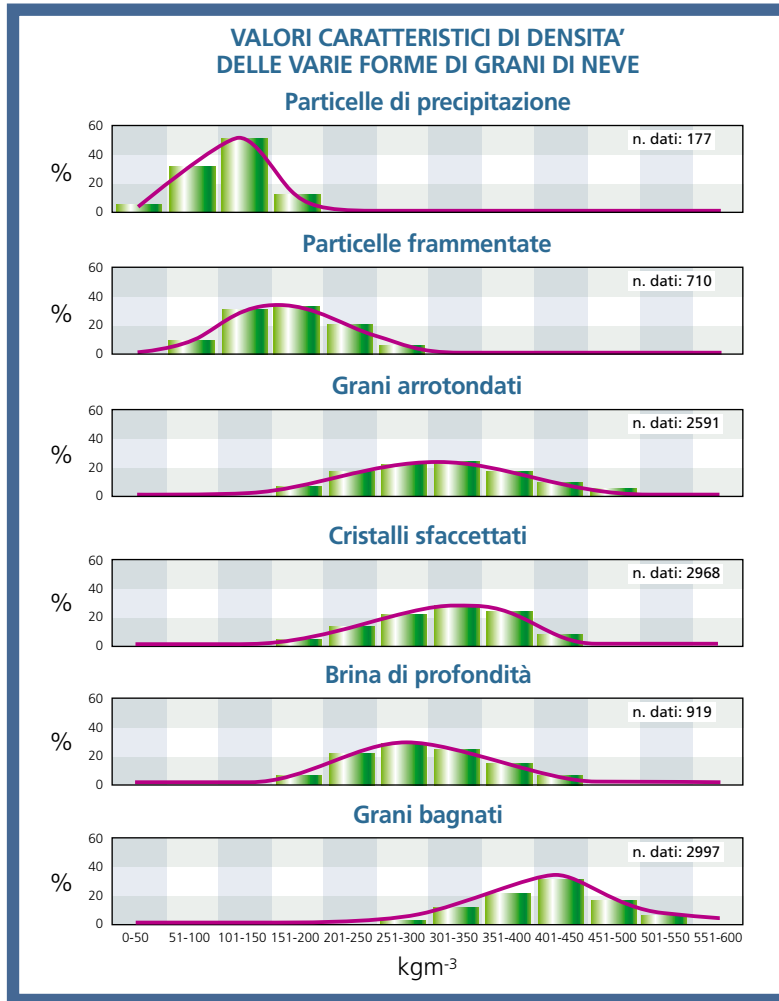 VALORI CARATTERISTICI DI DENSITA'
DELLE VARIE FORME DI GRANI DI NEVE
Particelle di precipitazione
60
40
20
0
%
n. dati: 177
Particelle frammentate
60
40
20
0
%
n. dati: 710
Grani arrotondati
60
40
20
0
%
n. dati: 2591
Cristalli sfaccettati
60
40
20
0
%
n. dati: 2968
Brina di profondità
60
40
20
0
%
n. dati: 919
Grani bagnati
60
40
20
0
%
n. dati: 2997
0-50 51-100 101-150 151-200 201-250 251-300 301-350 351-400 401-450 451-500 501-550 551-600
kgm-3